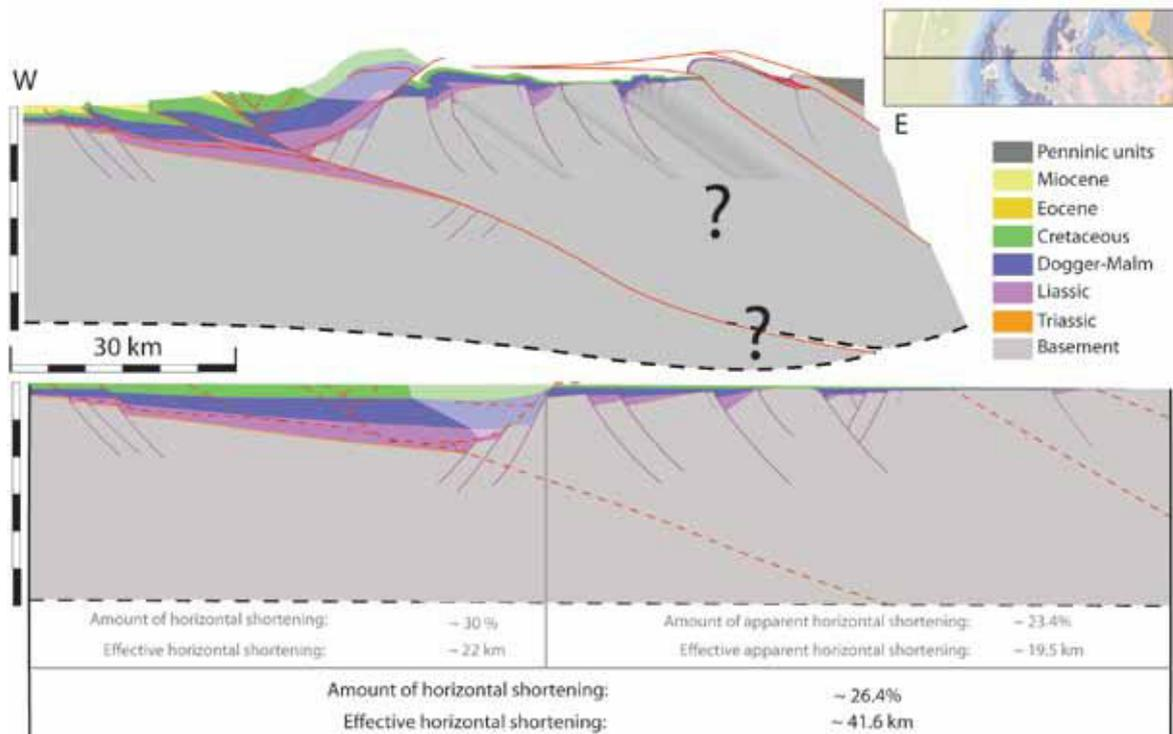 W
E
Penninic units
Miocene
Eocene
Cretaceous
Dogger-Malm
Liassic
Triassic
Basement
?
?
30 km
Amount of horizontal shortening: ~ 30 %
Effective horizontal shortening: ~ 22 km
Amount of apparent horizontal shortening: ~ 23.4%
Effective apparent horizontal shortening: ~ 19.5 km
Amount of horizontal shortening: ~ 26.4%
Effective horizontal shortening: ~ 41.6 km